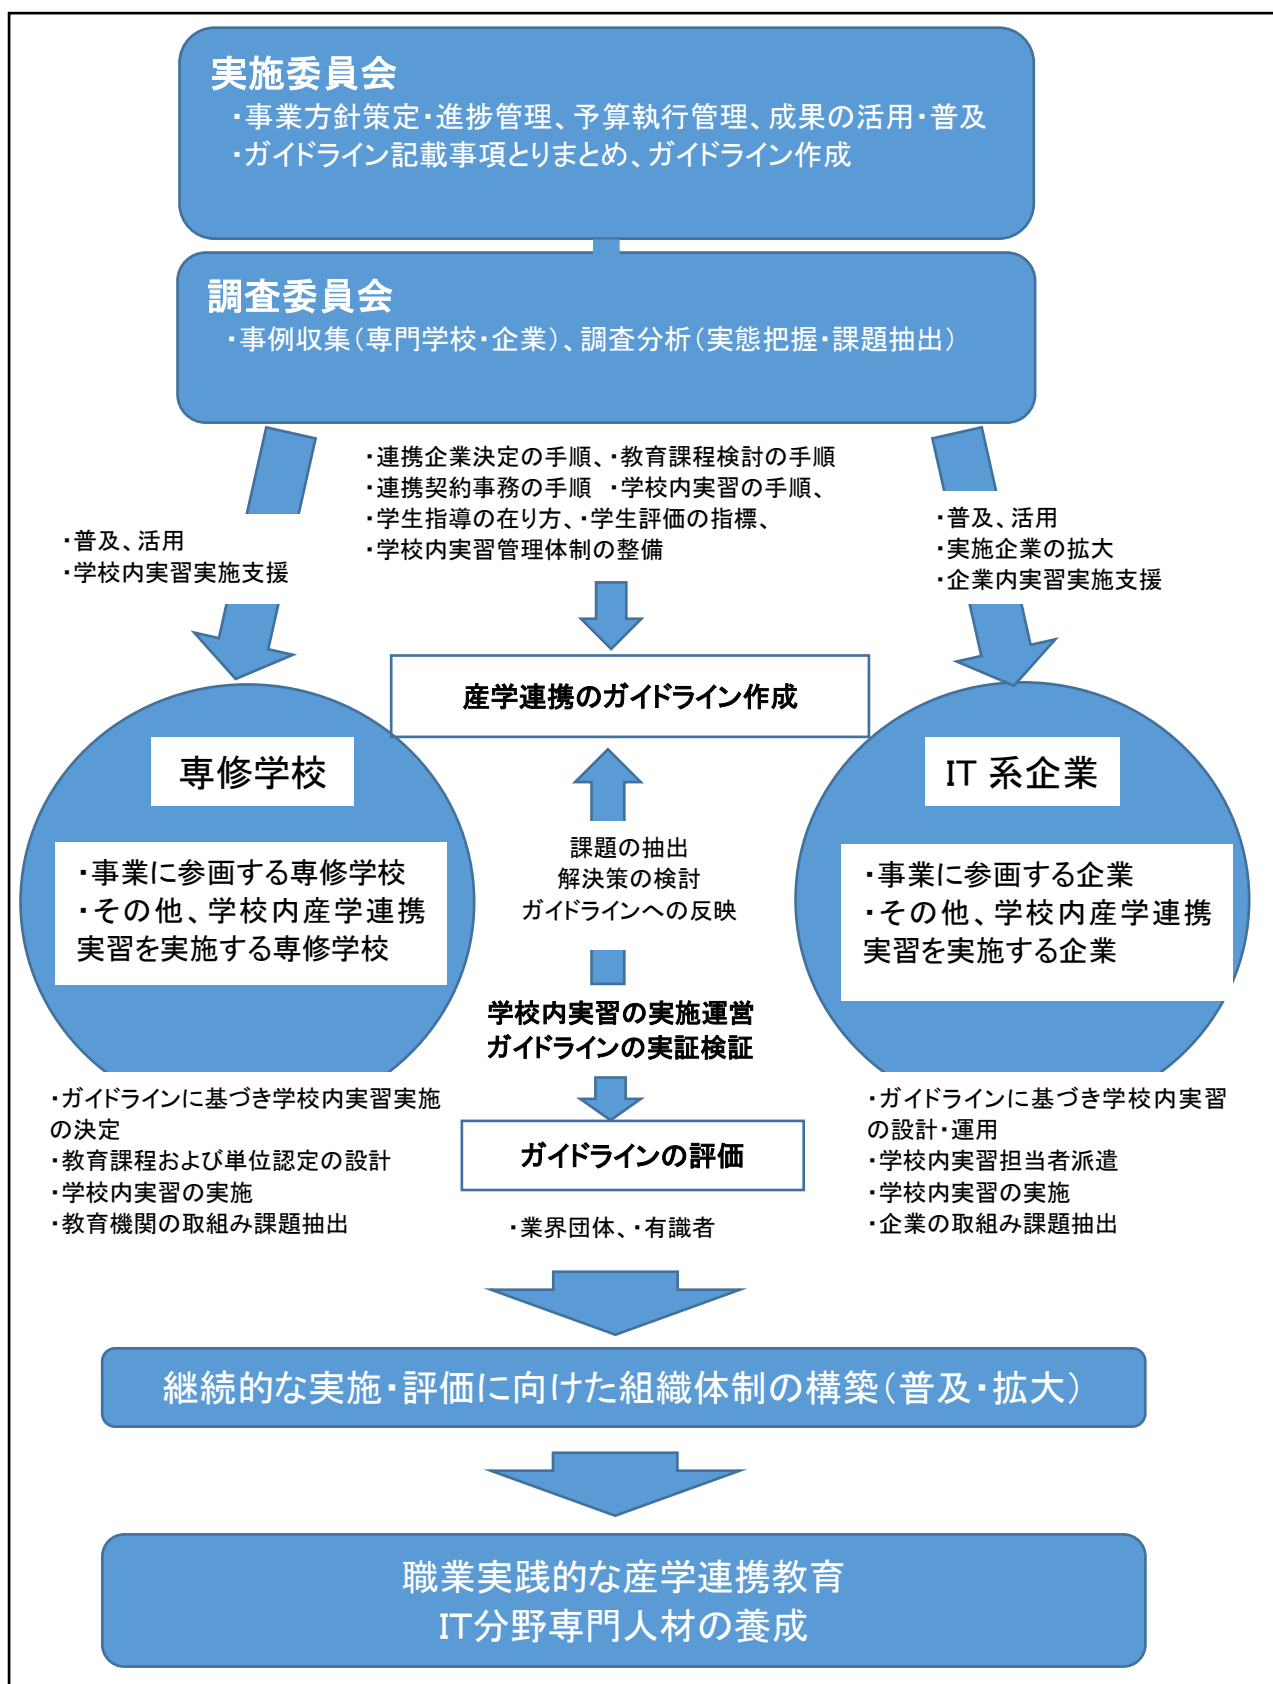 実施委員会
・事業方針策定・進捗管理、予算執行管理、成果の活用・普及
・ガイドライン記載事項とりまとめ、ガイドライン作成
調査委員会
・事例収集（専門学校・企業）、調査分析（実態把握・課題抽出）
・連携企業決定の手順、・教育課程検討の手順
・連携契約事務の手順　・学校内実習の手順、
・学生指導の在り方、・学生評価の指標、
・学校内実習管理体制の整備
・普及、活用
・学校内実習実施支援
・普及、活用
・実施企業の拡大
・企業内実習実施支援
産学連携のガイドライン作成
専修学校
・事業に参画する専修学校
・その他、学校内産学連携
実習を実施する専修学校
課題の抽出
解決策の検討
ガイドラインへの反映
IT 系企業
・事業に参画する企業
・その他、学校内産学連携
実習を実施する企業
学校内実習の実施運営
ガイドラインの実証検証
・ガイドラインに基づき学校内実習実施
の決定
・教育課程および単位認定の設計
・学校内実習の実施
・教育機関の取組み課題抽出
ガイドラインの評価
・業界団体、・有識者
・ガイドラインに基づき学校内実習
の設計・運用
・学校内実習担当者派遣
・学校内実習の実施
・企業の取組み課題抽出
継続的な実施・評価に向けた組織体制の構築（普及・拡大）
職業実践的な産学連携教育
IT分野専門人材の養成